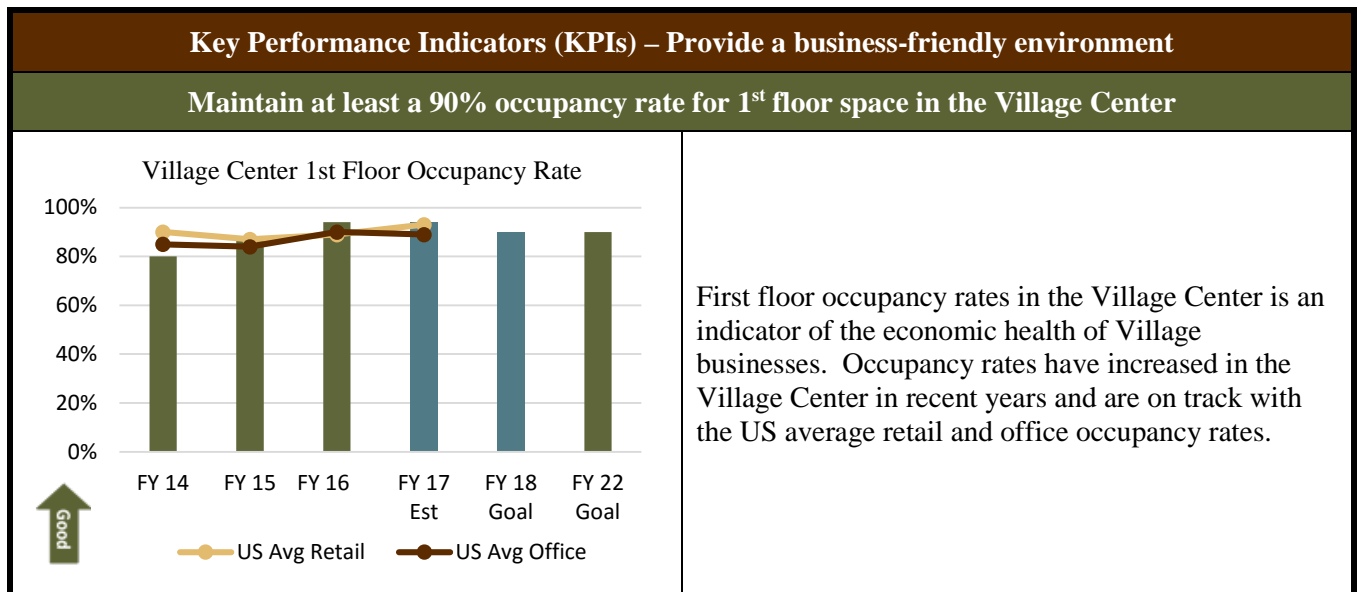 Key Performance Indicators (KPIs) – Provide a business-friendly environment
Maintain at least a 90% occupancy rate for 1st floor space in the Village Center
Village Center 1st Floor Occupancy Rate
100%
80%
60%
40%
20%
0%
FY 14 FY 15 FY 16 FY 17 FY 18 FY 22
Est Goal Goal
Good
US Avg Retail US Avg Office
First floor occupancy rates in the Village Center is an
indicator of the economic health of Village
businesses. Occupancy rates have increased in the
Village Center in recent years and are on track with
the US average retail and office occupancy rates.